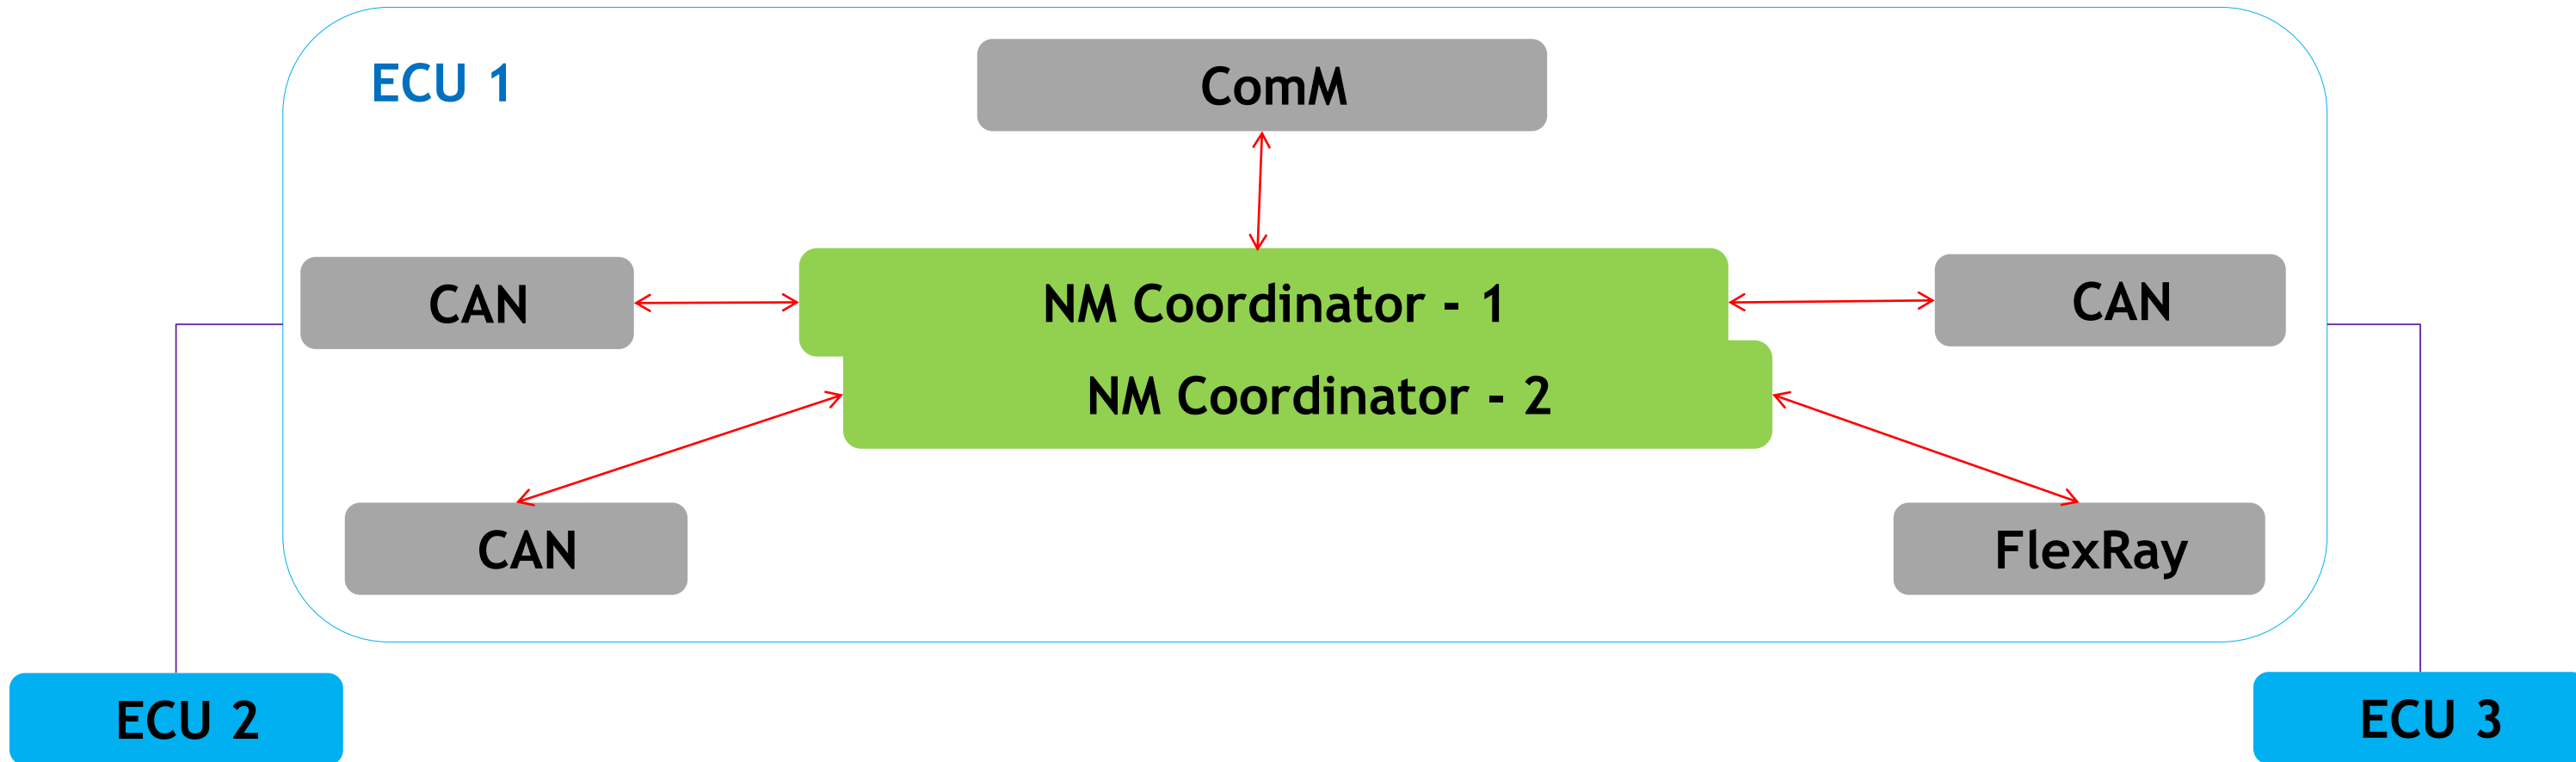 ECU 1
ComM
CAN
NM Coordinator - 1
CAN
NM Coordinator - 2
CAN
FlexRay
ECU 2
ECU 3